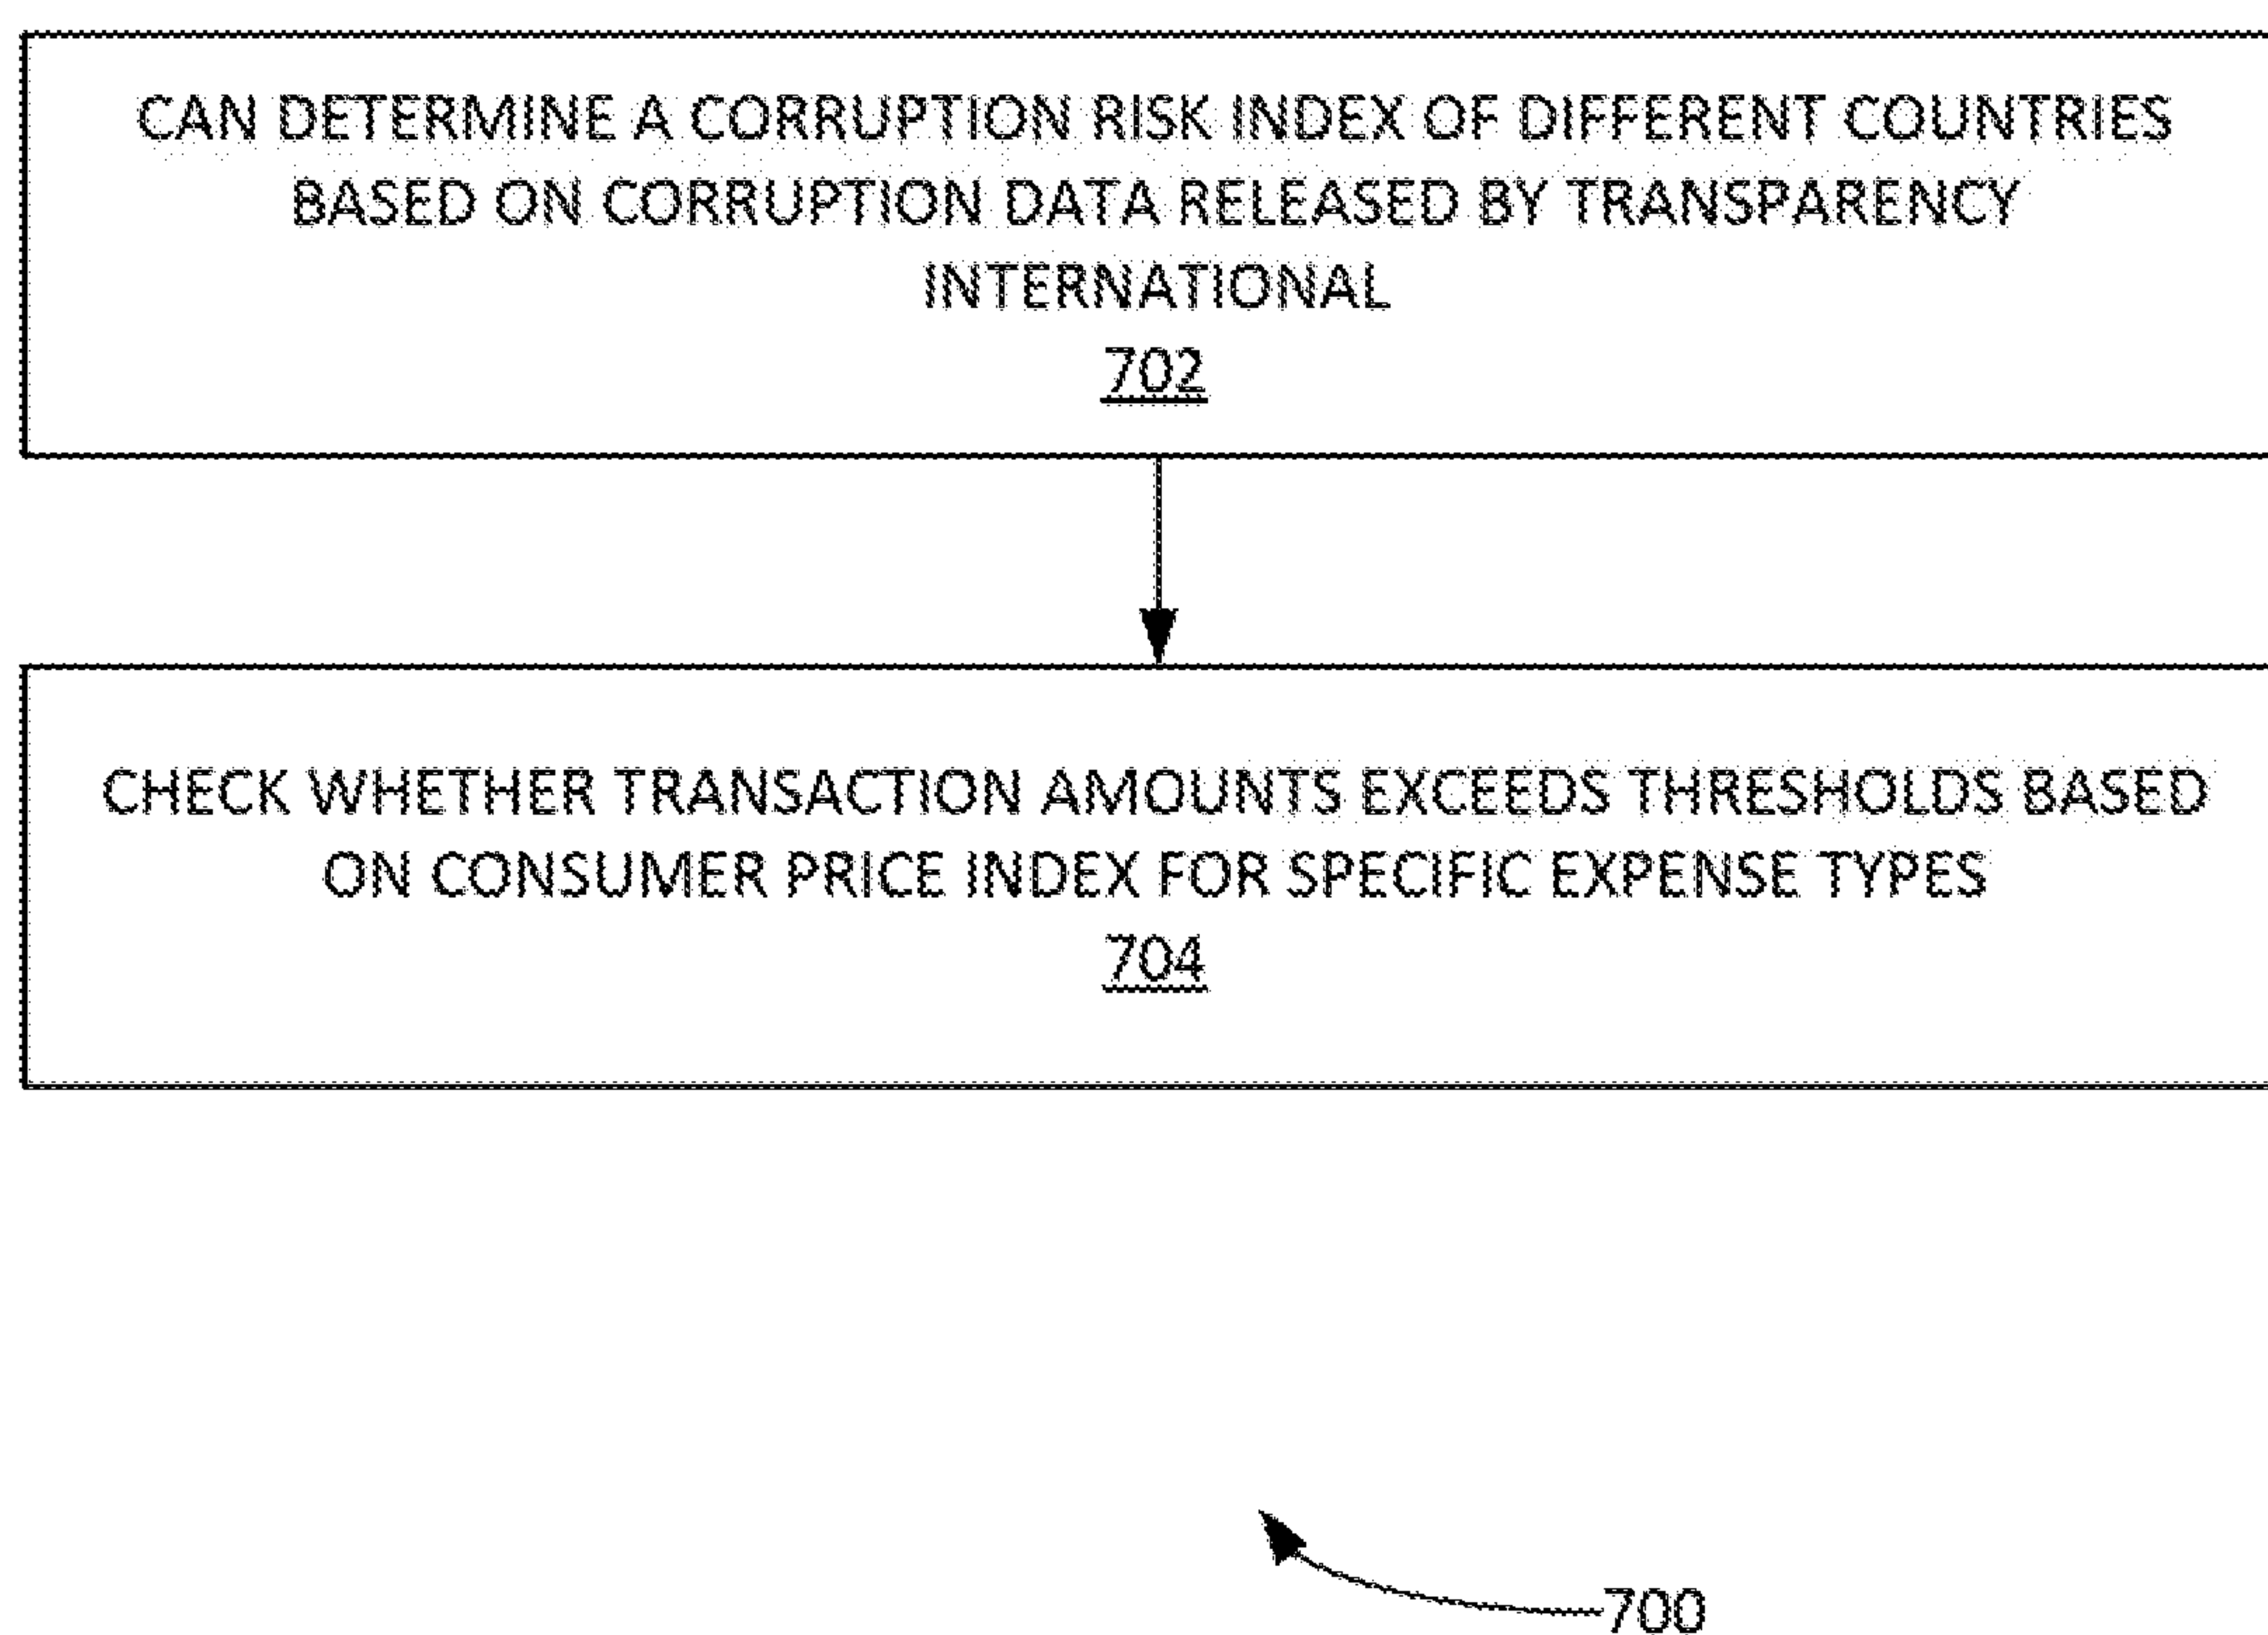 CAN DETERMINE A CORRUPTION RISK INDEX OF DIFFERENT COUNTRIES
BASED ON CORRUPTION DATA RELEASED BY TRANSPARENCY
INTERNATIONAL
702
CHECK WHETHER TRANSACTION AMOUNTS EXCEEDS THRESHOLDS BASED
ON CONSUMER PRICE INDEX FOR SPECIFIC EXPENSE TYPES
704
700